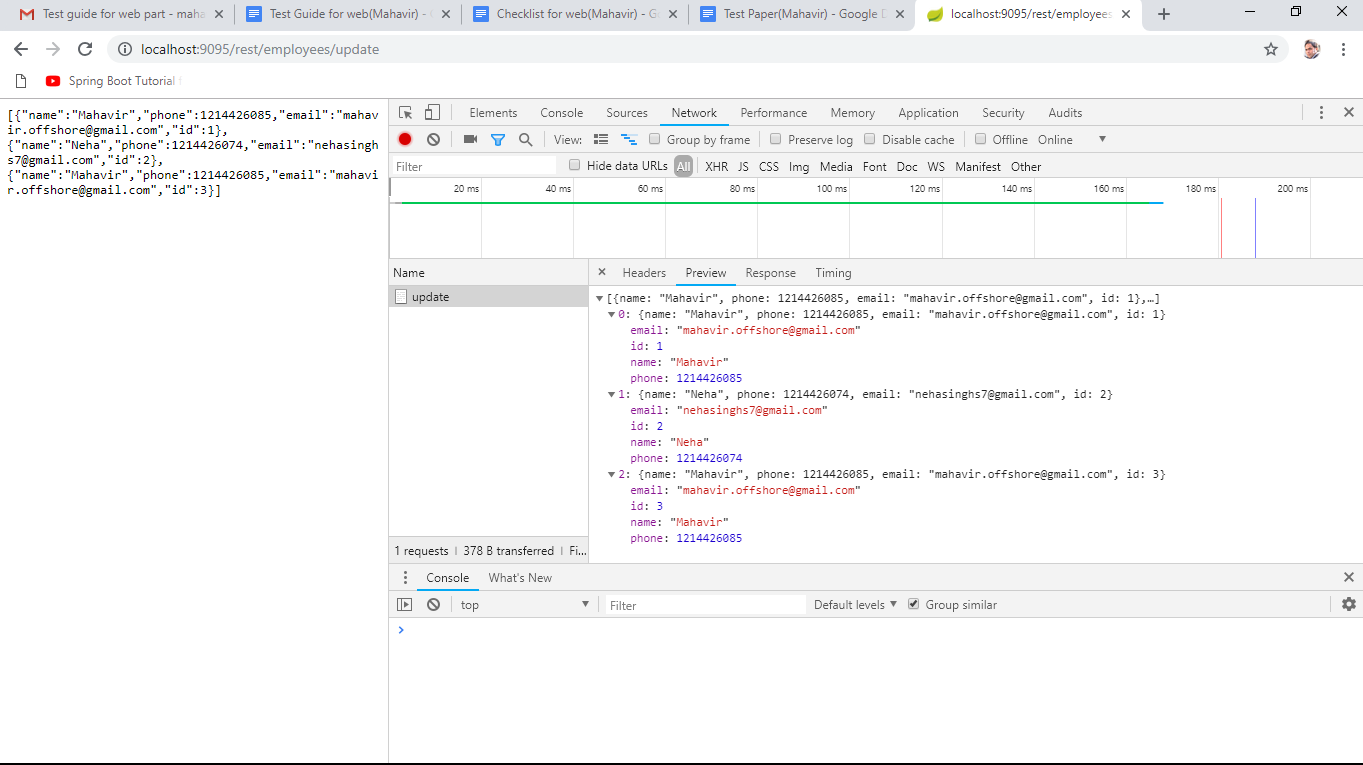 Test guide for web part - maha
Test Guide for web(Mahavir) - G
Checklist for web(Mahavir) - Go
Test Paper(Mahavir) - Google D
localhost:9095/rest/employees
localhost:9095/rest/employees/update
Spring Boot Tutorial
[{"name":"Mahavir","phone":1214426085,"email":"mahav
ir.offshore@gmail.com","id":1},
{"name":"Neha","phone":1214426074,"email":"nehasingh
s7@gmail.com","id":2},
{"name":"Mahavir","phone":1214426085,"email":"mahavi
r.offshore@gmail.com","id":3}]
Elements Console Sources Network Performance Memory Application Security Audits
View: Group by frame Preserve log Disable cache Offline Online
Filter Hide data URLs All XHR JS CSS Img Media Font Doc WS Manifest Other
20 ms 40 ms 60 ms 80 ms 100 ms 120 ms 140 ms 160 ms 180 ms 200 ms
Name
update
1 requests | 378 B transferred | Fi...
× Headers Preview Response Timing
[{name: "Mahavir", phone: 1214426085, email: "mahavir.offshore@gmail.com", id: 1},…]
0: {name: "Mahavir", phone: 1214426085, email: "mahavir.offshore@gmail.com", id: 1}
email: "mahavir.offshore@gmail.com"
id: 1
name: "Mahavir"
phone: 1214426085
1: {name: "Neha", phone: 1214426074, email: "nehasinghs7@gmail.com", id: 2}
email: "nehasinghs7@gmail.com"
id: 2
name: "Neha"
phone: 1214426074
2: {name: "Mahavir", phone: 1214426085, email: "mahavir.offshore@gmail.com", id: 3}
email: "mahavir.offshore@gmail.com"
id: 3
name: "Mahavir"
phone: 1214426085
Console What's New
top Filter Default levels Group similar